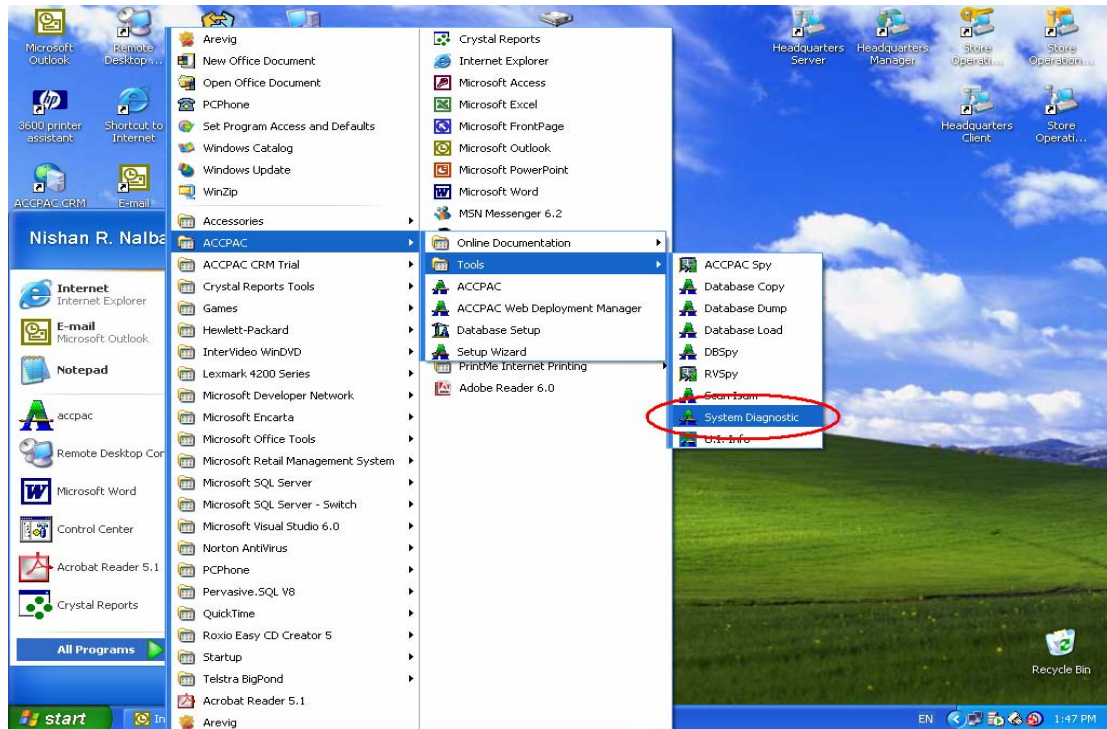 Microsoft
Outlook
Remote
Desktop ...
Headquarters
Server
Headquarters
Manager
Store
Operati...
Store
Operation...
3600 printer
assistant
Shortcut to
Internet
Headquarters
Client
Store
Operati...
ACCPAC CRM
E-mail
Nishan R. Nalba
Internet
Internet Explorer
E-mail
Microsoft Outlook
Notepad
accpac
Remote Desktop Con
Microsoft Word
Control Center
Acrobat Reader 5.1
Crystal Reports
All Programs
start
Arevig
New Office Document
Open Office Document
PCPhone
Set Program Access and Defaults
Windows Catalog
Windows Update
WinZip
Accessories
ACCPAC
ACCPAC CRM Trial
Crystal Reports Tools
Games
Hewlett-Packard
InterVideo WinDVD
Lexmark 4200 Series
Microsoft Developer Network
Microsoft Encarta
Microsoft Office Tools
Microsoft Retail Management System
Microsoft SQL Server
Microsoft SQL Server - Switch
Microsoft Visual Studio 6.0
Norton AntiVirus
PCPhone
Pervasive.SQL V8
QuickTime
Roxio Easy CD Creator 5
Startup
Telstra BigPond
Acrobat Reader 5.1
Arevig
Crystal Reports
Internet Explorer
Microsoft Access
Microsoft Excel
Microsoft FrontPage
Microsoft Outlook
Microsoft PowerPoint
Microsoft Word
MSN Messenger 6.2
Online Documentation
Tools
ACCPAC
ACCPAC Web Deployment Manager
Database Setup
Setup Wizard
PrintMe Internet Printing
Adobe Reader 6.0
ACCPAC Spy
Database Copy
Database Dump
Database Load
DBSpy
RVSpy
Scan Isam
System Diagnostic
U.I. Info
Recycle Bin
In
EN
1:47 PM